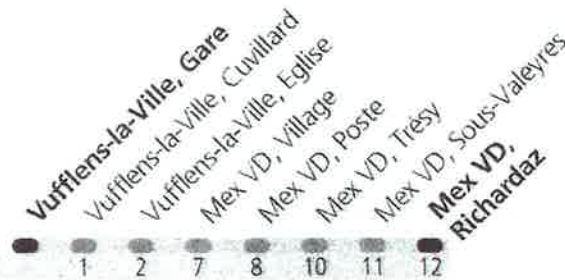 Vufflens-la-Ville, Gare
Vufflens-la-Ville, Cuvillard
Vufflens-la-Ville, Eglise
Mex VD, Village
Mex VD, Poste
Mex VD, Trésy
Mex VD, Sous-Valeyres
Mex VD,
Richardaz
1 2 7 8 10 11 12